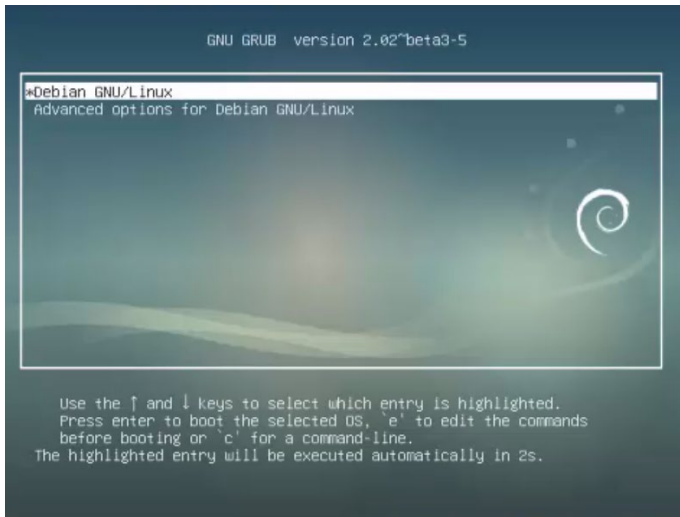 GNU GRUB  version 2.02~beta3-5
*Debian GNU/Linux
Advanced options for Debian GNU/Linux
Use the ↑ and ↓ keys to select which entry is highlighted.
Press enter to boot the selected OS, `e' to edit the commands
before booting or `c' for a command-line.
The highlighted entry will be executed automatically in 2s.